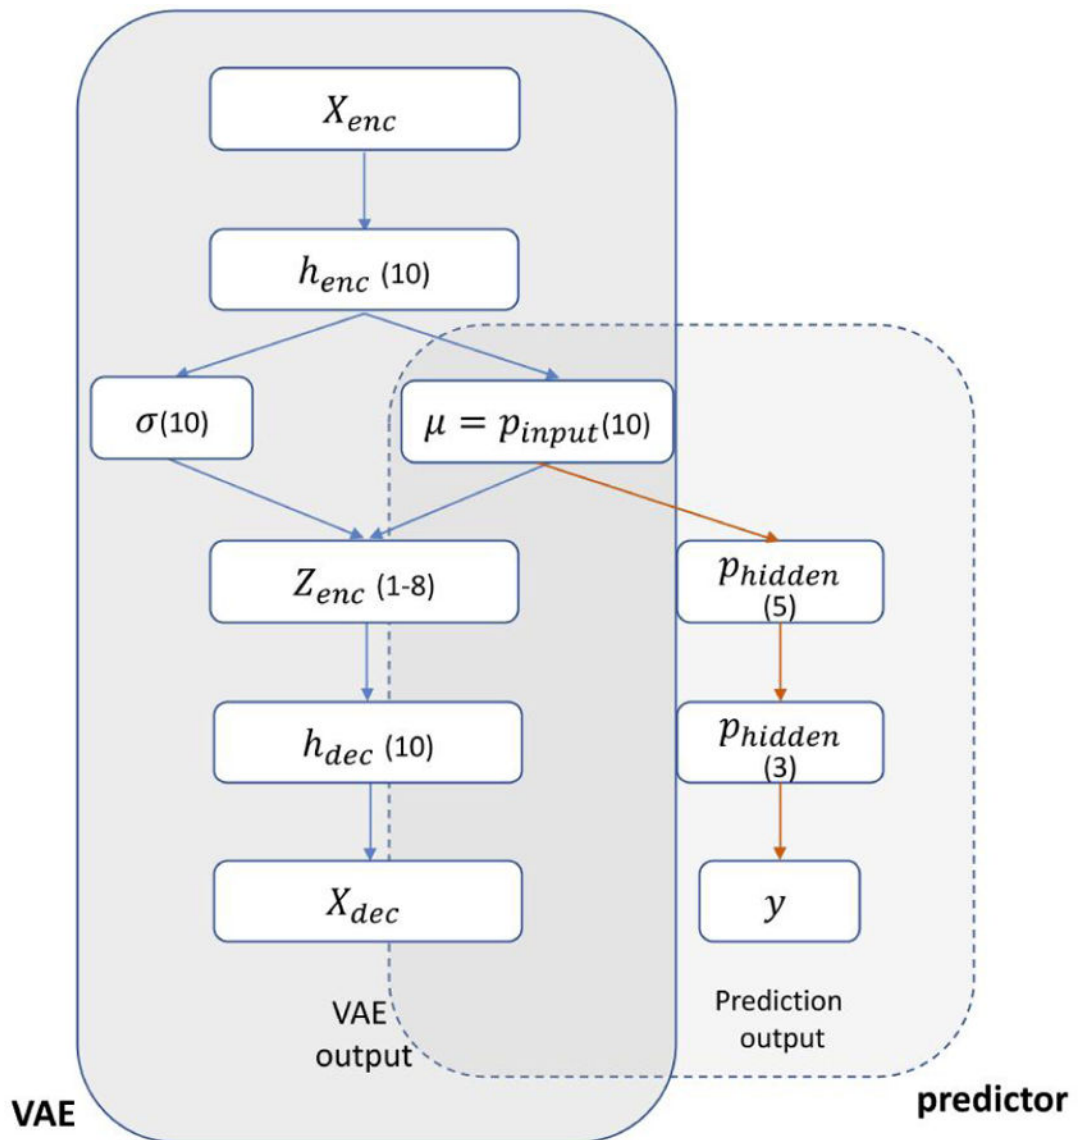 X_enc
h_enc (10)
σ(10)
μ = p_input(10)
Z_enc (1-8)
p_hidden
(5)
h_dec (10)
p_hidden
(3)
X_dec
y
VAE
output
Prediction
output
VAE
predictor